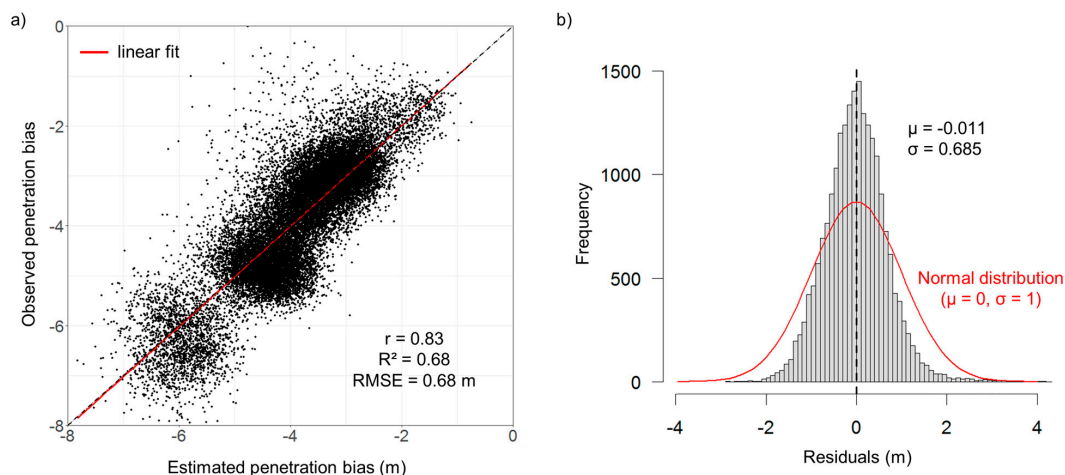 a)
linear fit
0
-2
-4
-6
-8
Observed penetration bias
r = 0.83
R² = 0.68
RMSE = 0.68 m
-8
-6
-4
-2
0
Estimated penetration bias (m)
b)
1500
1000
500
0
Frequency
μ = -0.011
σ = 0.685
Normal distribution
(μ = 0, σ = 1)
-4
-2
0
2
4
Residuals (m)